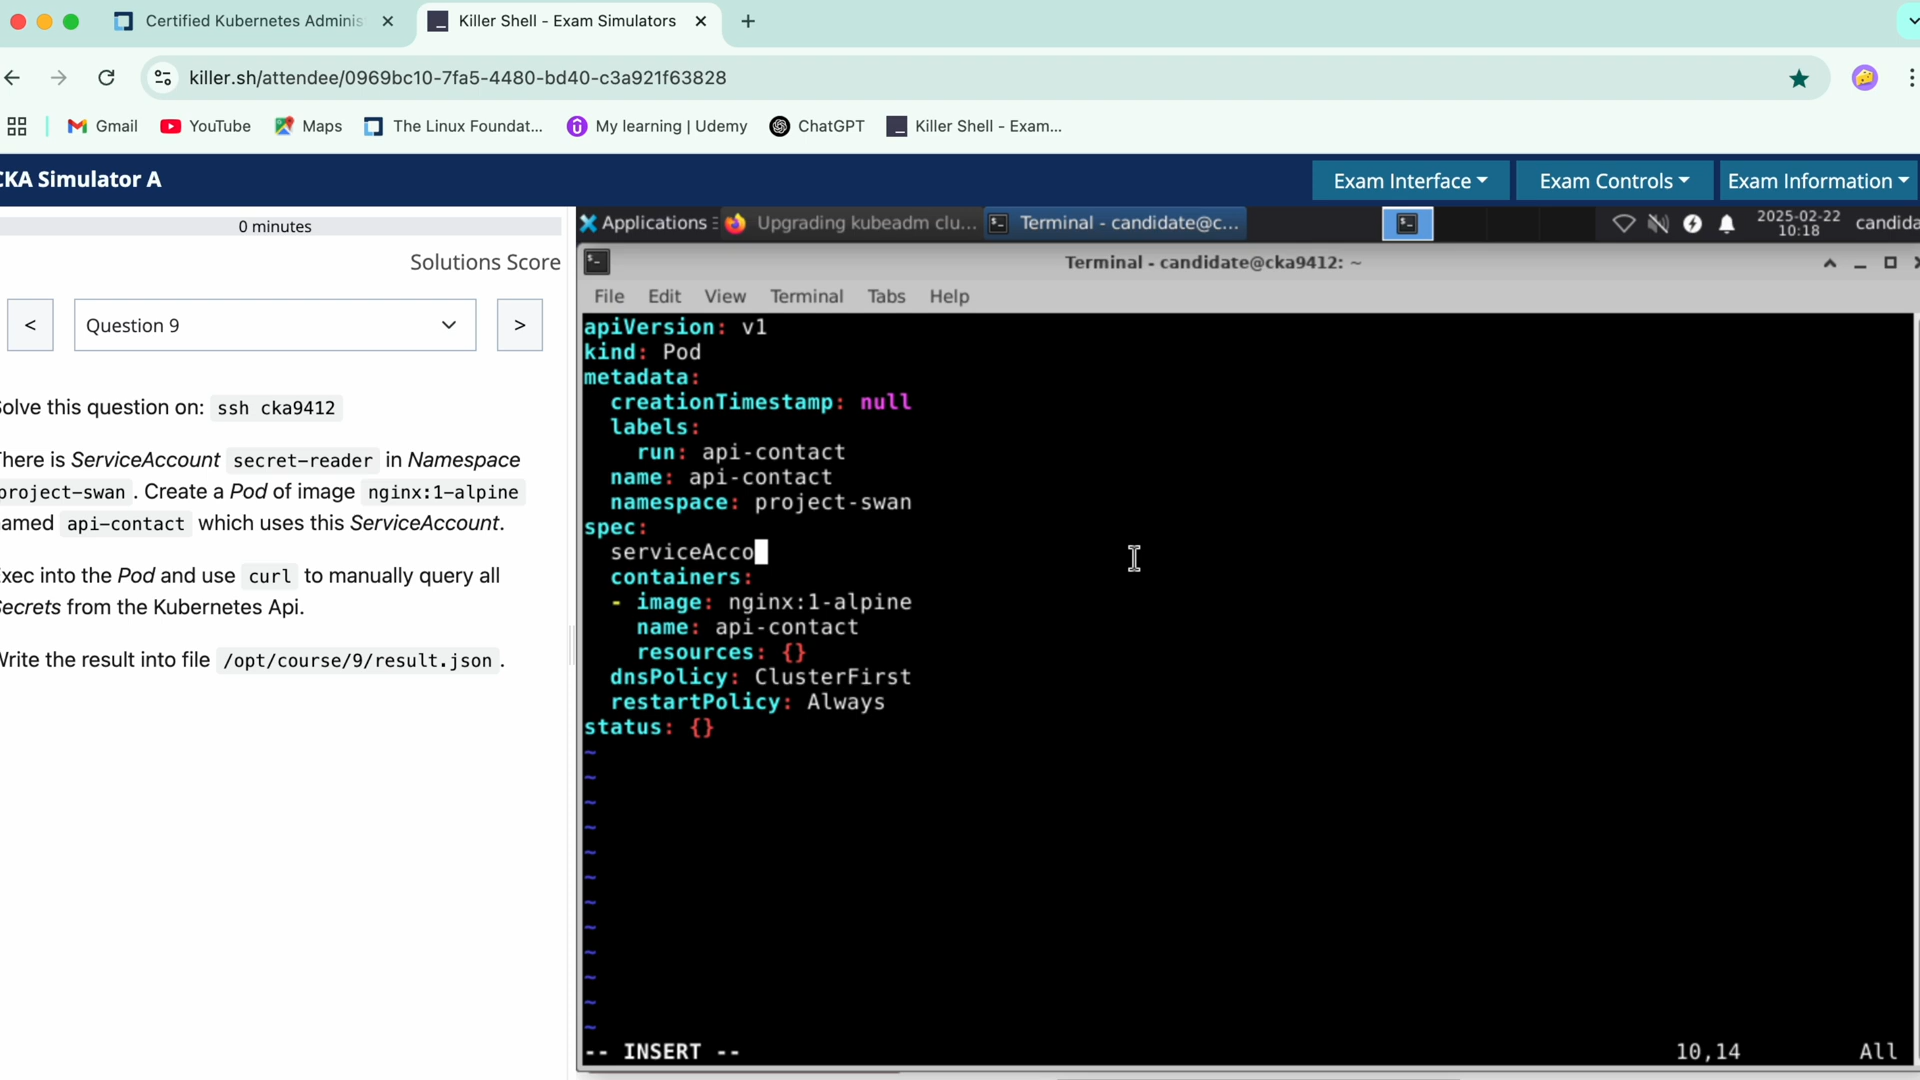 Certified Kubernetes Adminis
Killer Shell - Exam Simulators
killer.sh/attendee/0969bc10-7fa5-4480-bd40-c3a921f63828
Gmail
YouTube
Maps
The Linux Foundat...
My learning | Udemy
ChatGPT
Killer Shell - Exam...
CKA Simulator A
Exam Interface
Exam Controls
Exam Information
0 minutes
Solutions Score
<
Question 9
>
olve this question on: ssh cka9412
here is ServiceAccount secret-reader in Namespace
project-swan . Create a Pod of image nginx:1-alpine
amed api-contact which uses this ServiceAccount.
xec into the Pod and use curl to manually query all
ecrets from the Kubernetes Api.
Write the result into file /opt/course/9/result.json .
Applications
Upgrading kubeadm clu...
Terminal - candidate@c...
2025-02-22
10:18
candida
Terminal - candidate@cka9412: ~
File Edit View Terminal Tabs Help
apiVersion: v1
kind: Pod
metadata:
  creationTimestamp: null
  labels:
    run: api-contact
  name: api-contact
  namespace: project-swan
spec:
  serviceAcco
  containers:
  - image: nginx:1-alpine
    name: api-contact
    resources: {}
  dnsPolicy: ClusterFirst
  restartPolicy: Always
status: {}
~
~
~
~
~
~
~
~
~
~
~
~
-- INSERT --
10,14
All